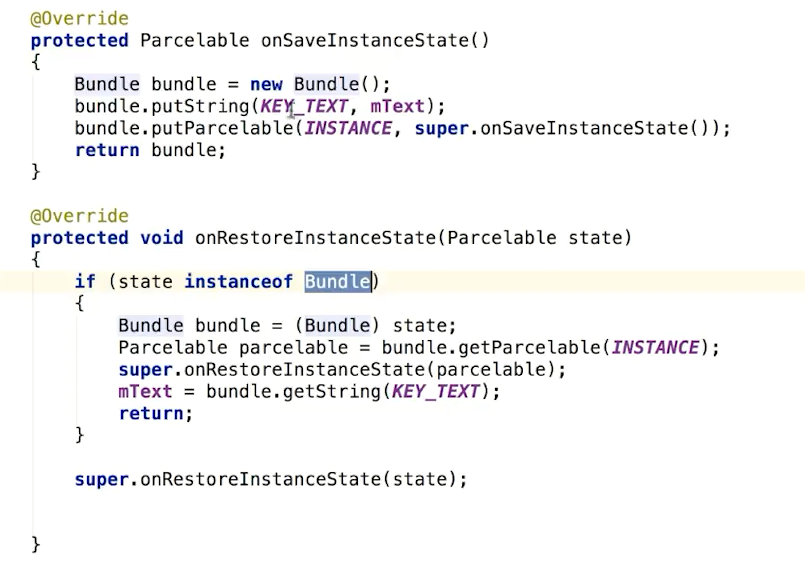 @Override
protected Parcelable onSaveInstanceState()
{
    Bundle bundle = new Bundle();
    bundle.putString(KEY_TEXT, mText);
    bundle.putParcelable(INSTANCE, super.onSaveInstanceState());
    return bundle;
}

@Override
protected void onRestoreInstanceState(Parcelable state)
{
    if (state instanceof Bundle)
    {
        Bundle bundle = (Bundle) state;
        Parcelable parcelable = bundle.getParcelable(INSTANCE);
        super.onRestoreInstanceState(parcelable);
        mText = bundle.getString(KEY_TEXT);
        return;
    }

    super.onRestoreInstanceState(state);

}